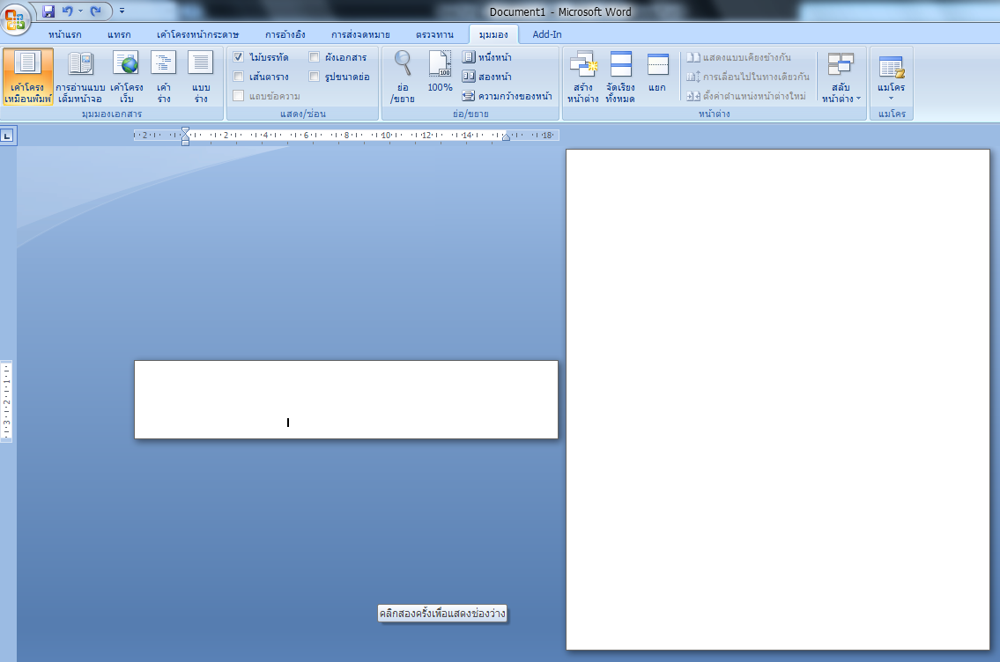 Document1 - Microsoft Word
หน้าแรก แทรก เค้าโครงหน้ากระดาษ การอ้างอิง การส่งจดหมาย ตรวจทาน มุมมอง Add-In
เค้าโครง
เหมือนพิมพ์
การอ่านแบบ
เต็มหน้าจอ
เค้าโครง
เว็บ
เค้า
ร่าง
แบบ
ร่าง
มุมมองเอกสาร
ไม้บรรทัด
เส้นตาราง
แถบข้อความ
ผังเอกสาร
รูปขนาดย่อ
แสดง/ซ่อน
ย่อ
/ขยาย
100%
หนึ่งหน้า
สองหน้า
ความกว้างของหน้า
ย่อ/ขยาย
สร้าง
หน้าต่าง
จัดเรียง
ทั้งหมด
แยก
แสดงแบบเคียงข้างกัน
การเลื่อนไปในทางเดียวกัน
ตั้งค่าตำแหน่งหน้าต่างใหม่
สลับ
หน้าต่าง
หน้าต่าง
แมโคร
แมโคร
2 2 4 6 8 10 12 14 18
1
2
3
คลิกสองครั้งเพื่อแสดงช่องว่าง